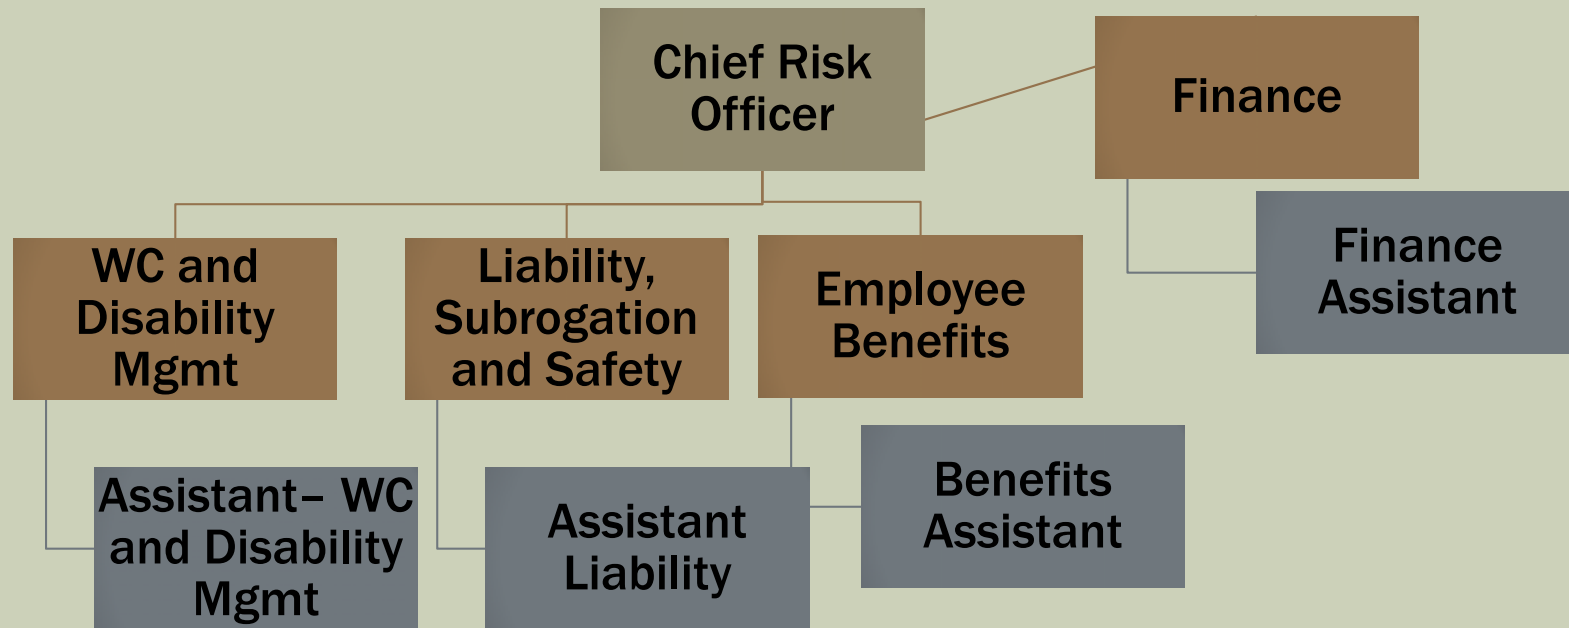 Chief Risk
Officer
Finance
Finance
Assistant
WC and
Disability
Mgmt
Liability,
Subrogation
and Safety
Employee
Benefits
Assistant– WC
and Disability
Mgmt
Assistant
Liability
Benefits
Assistant